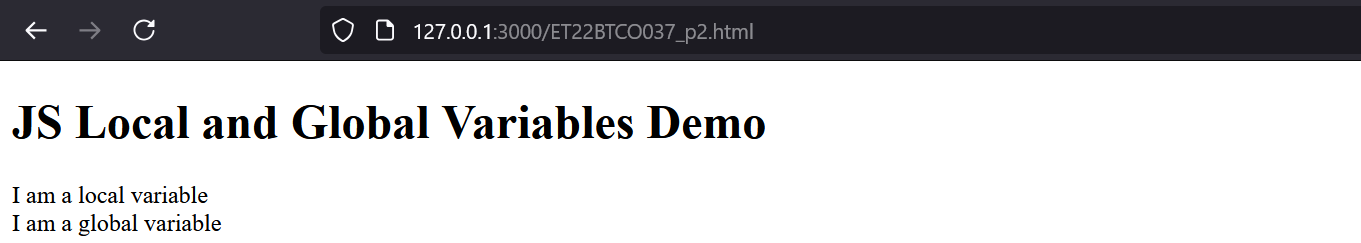 127.0.0.1:3000/ET22BTCO037_p2.html
JS Local and Global Variables Demo
I am a local variable
I am a global variable